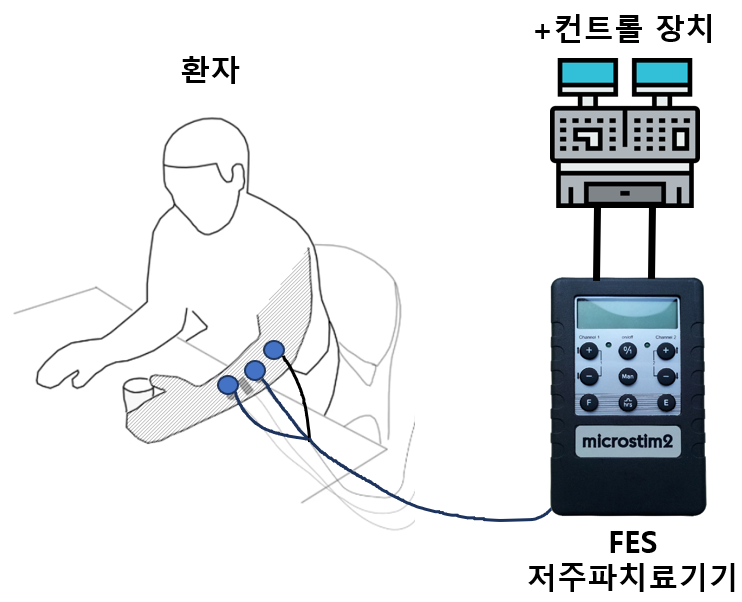 +컨트롤 장치
환자
Channel 1 on/off Channel 2
+ +
- Man -
F hrs E
microstim2
FES
저주파치료기기